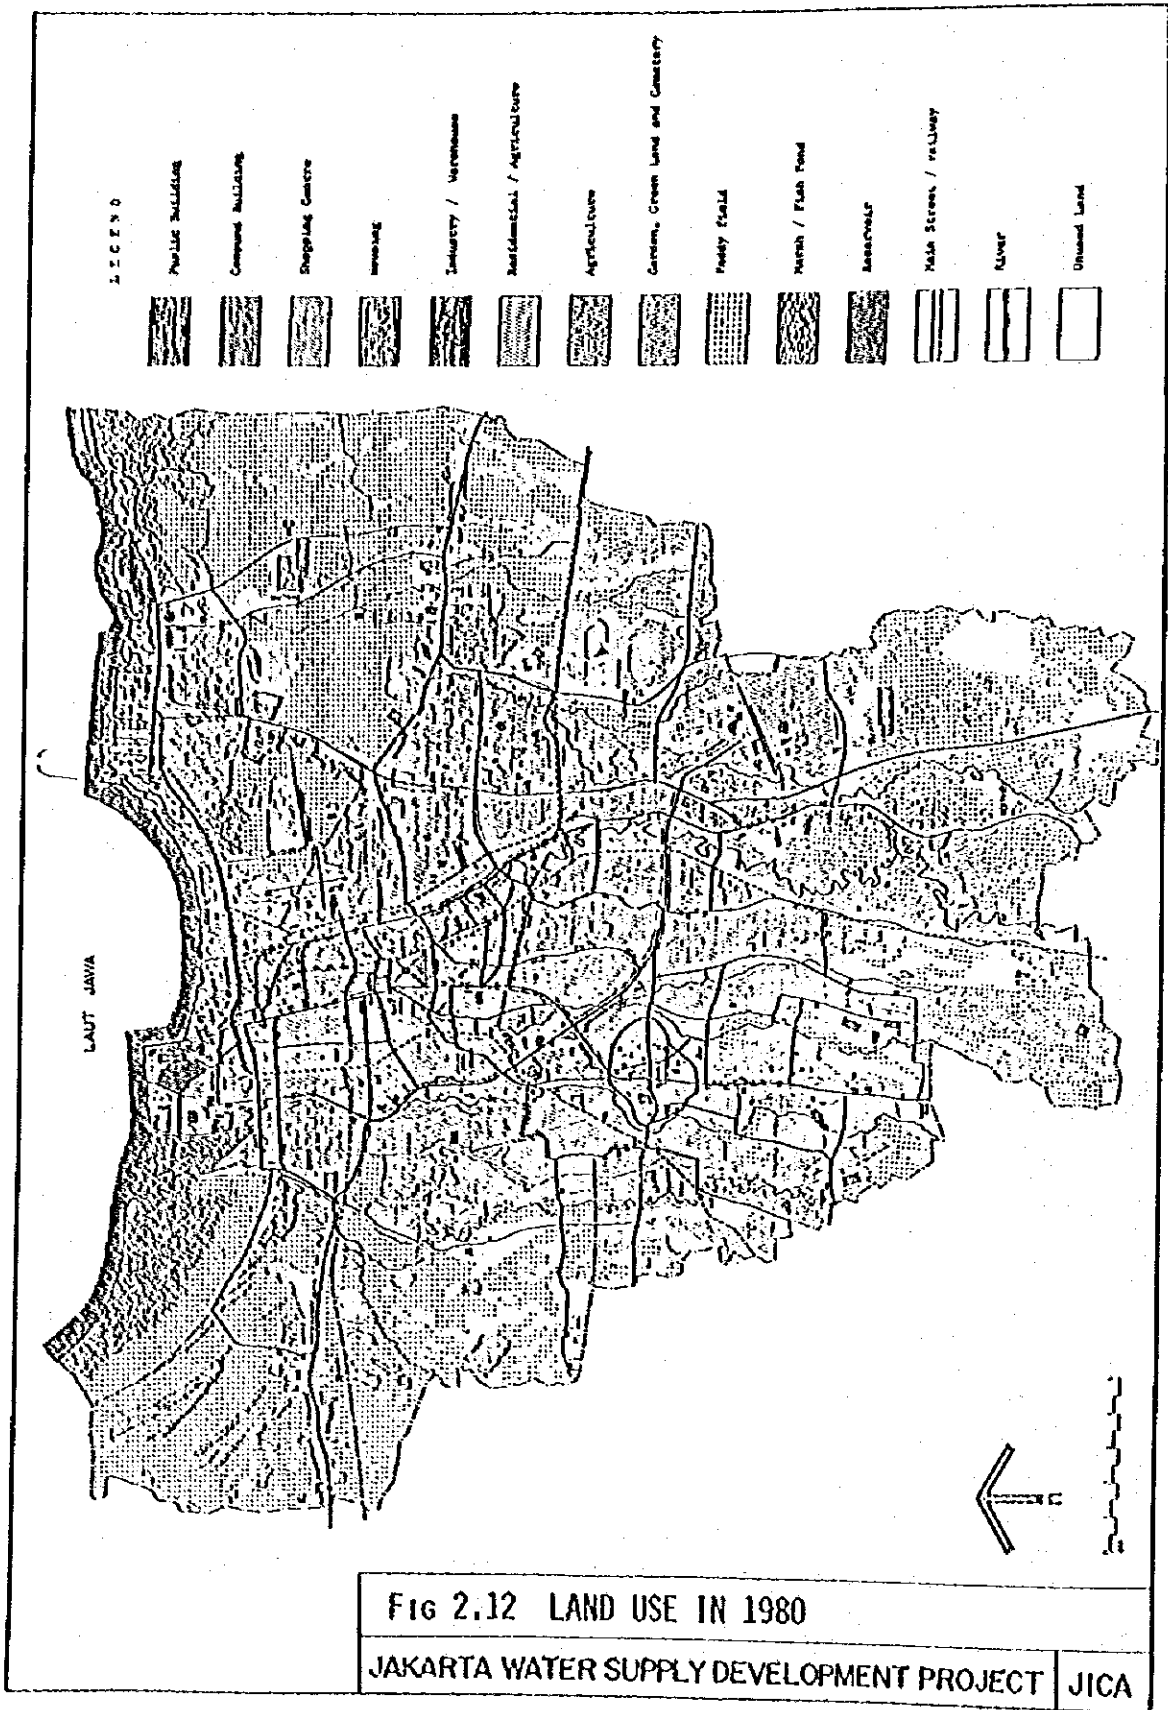 LEGEND
Public Building
Compound Building
Shopping Centre
Housing
Industry / Warehouse
Residential / Agriculture
Agriculture
Garden, Green Land and Cemetery
Paddy Field
Marsh / Fish Pond
Reservoir
Main Street / railway
River
Unused Land
LAUT JAWA
FIG 2.12 LAND USE IN 1980
JAKARTA WATER SUPPLY DEVELOPMENT PROJECT
JICA